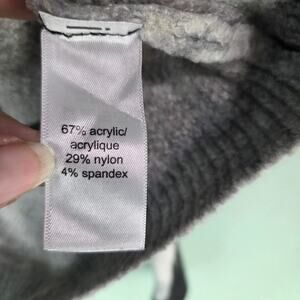 67% acrylic/
acrylique
29% nylon
4% spandex